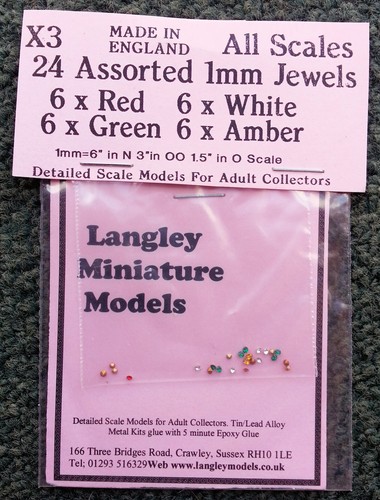 X3 MADE IN ENGLAND All Scales
24 Assorted 1mm Jewels
6 x Red 6 x White
6 x Green 6 x Amber
1mm=6" in N 3"in OO 1.5" in O Scale
Detailed Scale Models For Adult Collectors
Langley
Miniature
Models
Detailed Scale Models for Adult Collectors. Tin/Lead Alloy
Metal Kits glue with 5 minute Epoxy Glue
166 Three Bridges Road, Crawley, Sussex RH10 1LE
Tel; 01293 516329Web www.langleymodels.co.uk